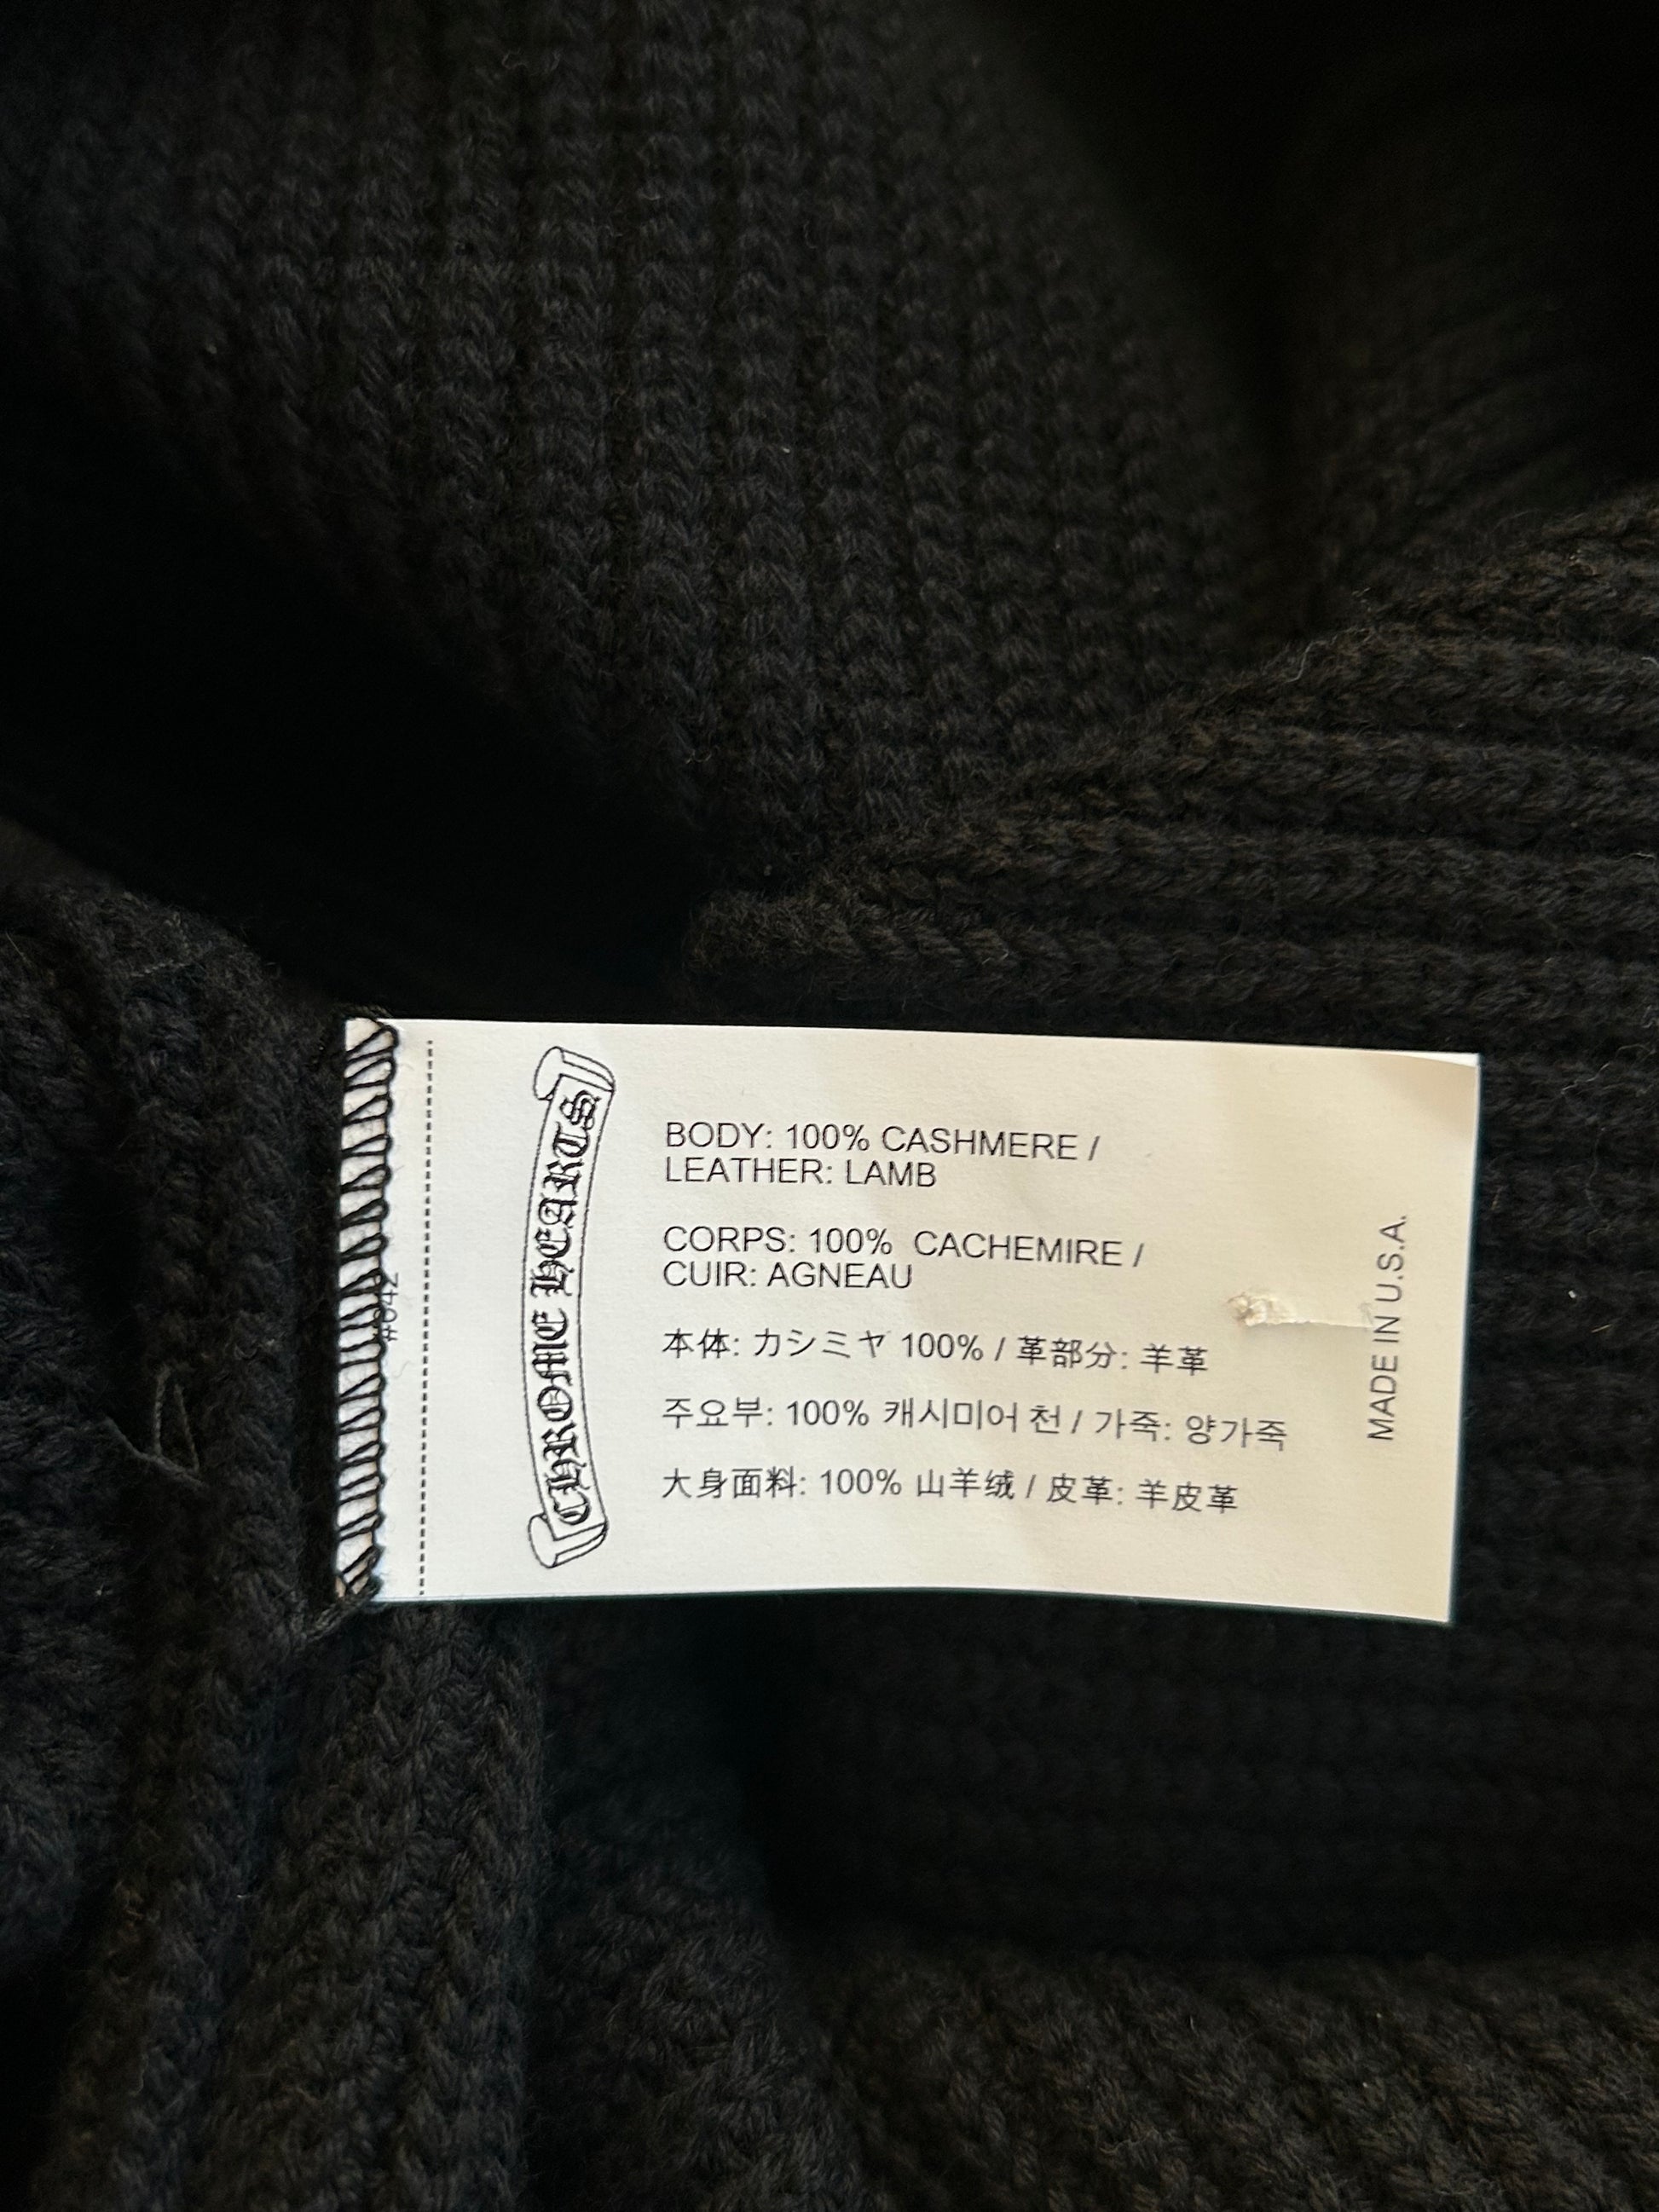 CHROME HEARTS
BODY: 100% CASHMERE /
LEATHER: LAMB
CORPS: 100% CACHEMIRE /
CUIR: AGNEAU
本体: カシミヤ 100% / 革部分: 羊革
주요부: 100% 캐시미어 천 / 가죽: 양가죽
大身面料: 100% 山羊绒 / 皮革: 羊皮革
MADE IN U.S.A.